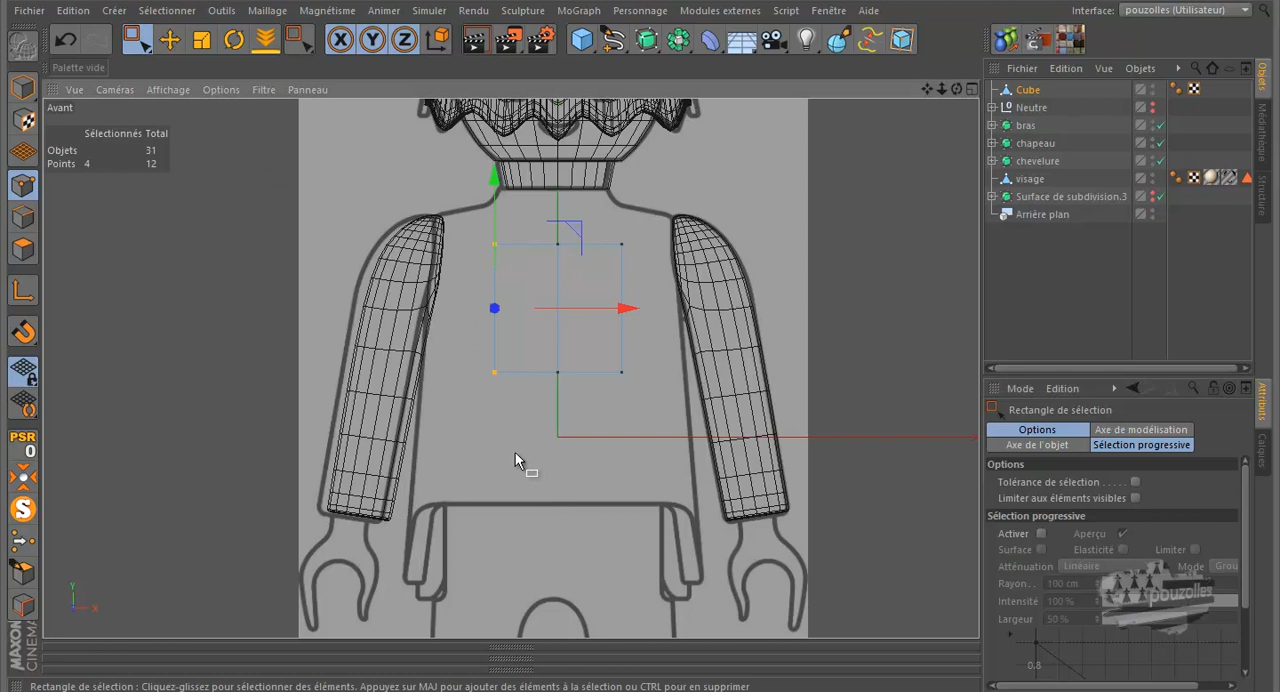 Fichier Edition Créer Sélectionner Outils Maillage Magnétisme Animer Simuler Rendu Sculpture MoGraph Personnage Modules externes Script Fenêtre Aide Interface: pouzolles (Utilisateur)
X Y Z
Palette vide
Fichier Edition Vue Objets
Vue Caméras Affichage Options Filtre Panneau
Avant
Sélectionnés Total
Objets 31
Points 4 12
Cube
Neutre
bras
chapeau
chevelure
visage
Surface de subdivision.3
Arrière plan
Objets
Médiathèque
Structure
Mode Edition
Rectangle de sélection
Options Axe de modélisation
Axe de l'objet Sélection progressive
Options
Tolérance de sélection
Limiter aux éléments visibles
Sélection progressive
Activer Aperçu
Surface Elasticité Limiter
Atténuation Linéaire Mode Grou
Rayon. . 100 cm
Intensité 100 %
Largeur 50 %
0.8
pouzolles
Attributs
Calques
PSR
0
S
Y
X
MAXON
CINEMA
Rectangle de sélection : Cliquez-glissez pour sélectionner des éléments. Appuyez sur MAJ pour ajouter des éléments à la sélection ou CTRL pour en supprimer